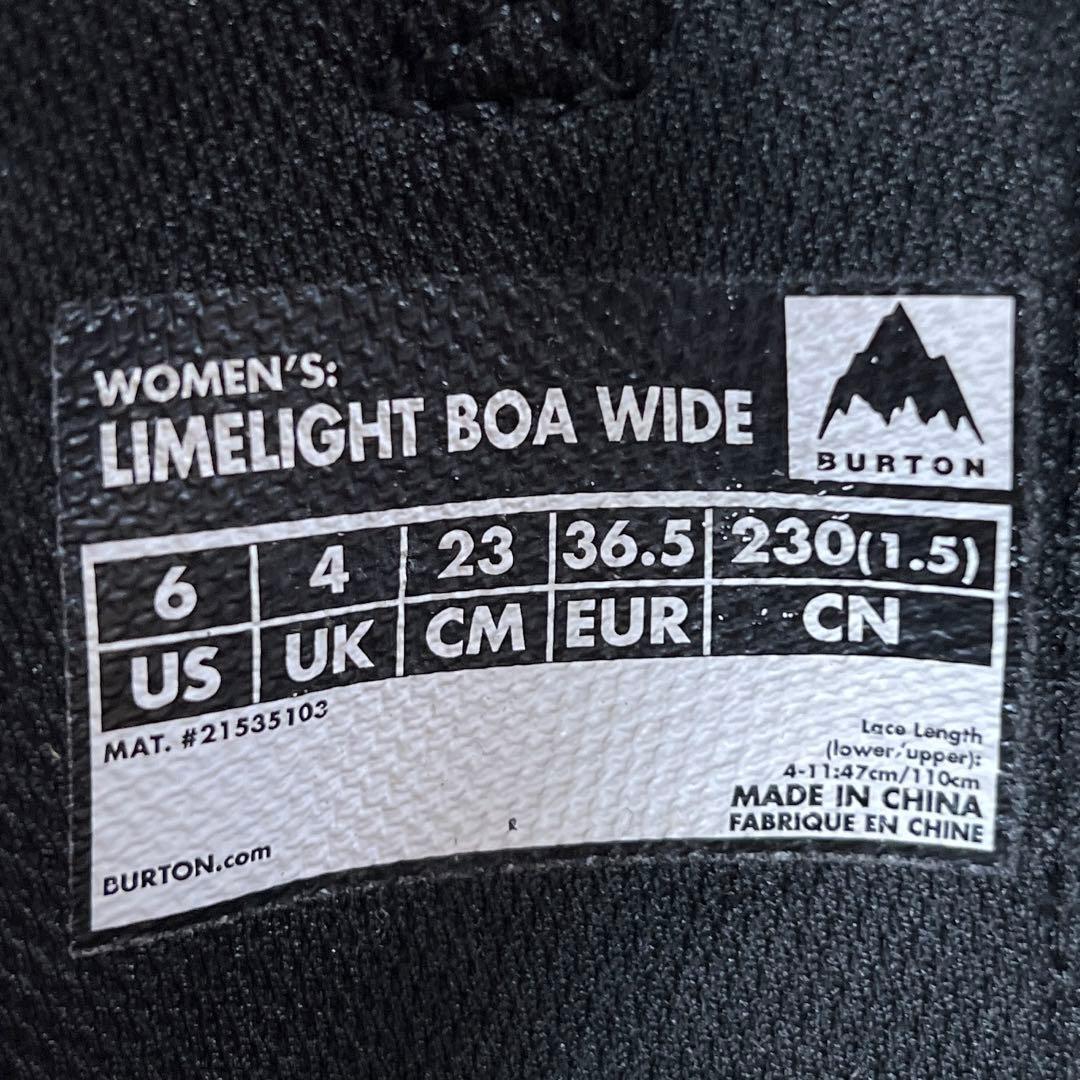 WOMEN'S:
LIMELIGHT BOA WIDE
BURTON
6 4 23 36.5 230(1.5)
US UK CM EUR CN
MAT. #21535103
Lace Length
(lower/upper):
4-11:47cm/110cm
MADE IN CHINA
FABRIQUE EN CHINE
BURTON.com